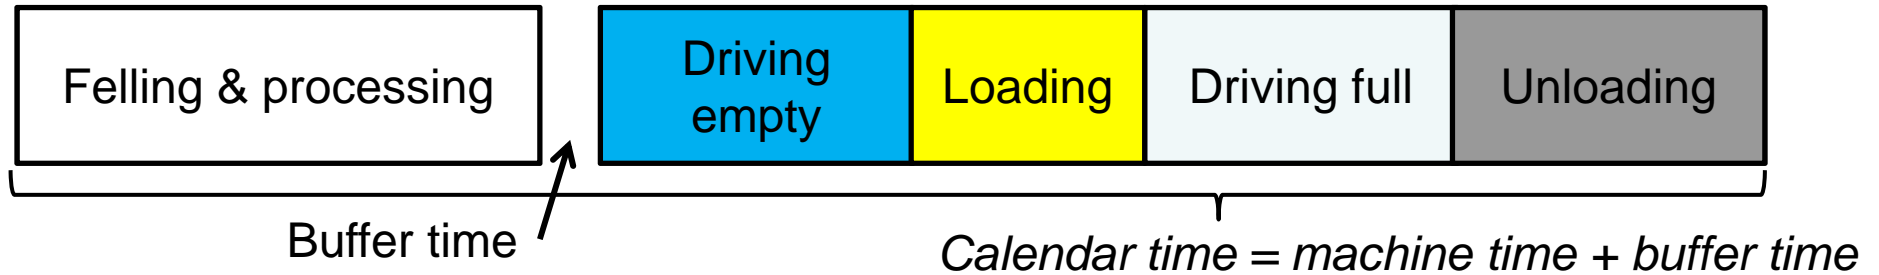 Felling & processing
Driving
empty
Loading
Driving full
Unloading
Buffer time
Calendar time = machine time + buffer time